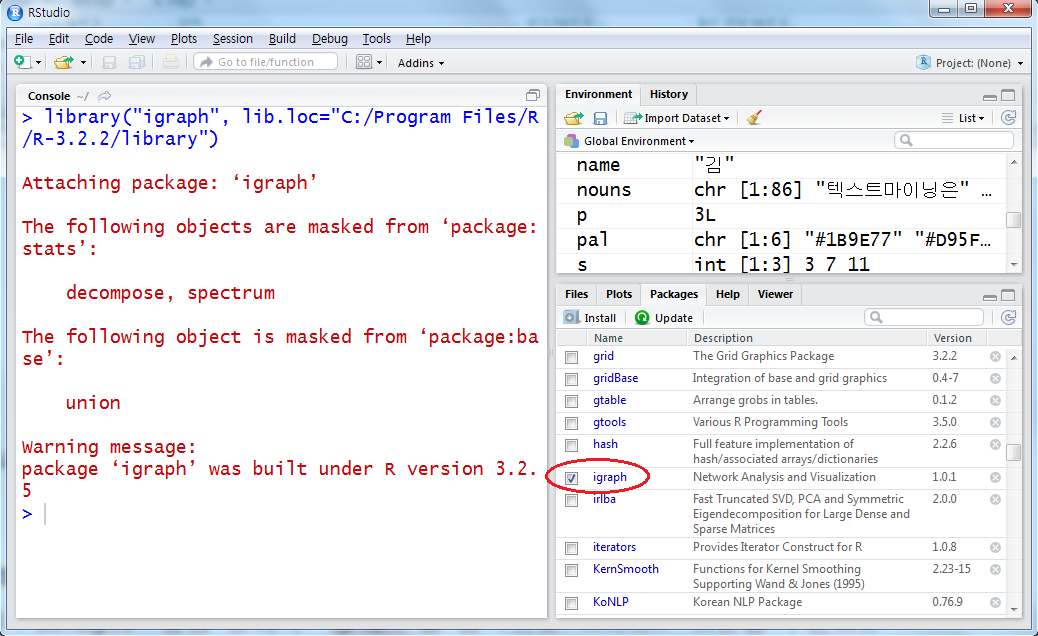 RStudio
File Edit Code View Plots Session Build Debug Tools Help
Go to file/function Addins Project: (None)
Console ~/
> library("igraph", lib.loc="C:/Program Files/R
/R-3.2.2/library")
Attaching package: ‘igraph’
The following objects are masked from ‘package:
stats’:
decompose, spectrum
The following object is masked from ‘package:ba
se’:
union
Warning message:
package ‘igraph’ was built under R version 3.2.
5
>
Environment History
Import Dataset List
Global Environment
name "김"
nouns chr [1:86] "텍스트마이닝은" …
p 3L
pal chr [1:6] "#1B9E77" "#D95F…
s int [1:3] 3 7 11
Files Plots Packages Help Viewer
Install Update
Name Description Version
grid The Grid Graphics Package 3.2.2
gridBase Integration of base and grid graphics 0.4-7
gtable Arrange grobs in tables. 0.1.2
gtools Various R Programming Tools 3.5.0
hash Full feature implementation of 2.2.6
hash/associated arrays/dictionaries
igraph Network Analysis and Visualization 1.0.1
irlba Fast Truncated SVD, PCA and Symmetric 2.0.0
Eigendecomposition for Large Dense and
Sparse Matrices
iterators Provides Iterator Construct for R 1.0.8
KernSmooth Functions for Kernel Smoothing 2.23-15
Supporting Wand & Jones (1995)
KoNLP Korean NLP Package 0.76.9